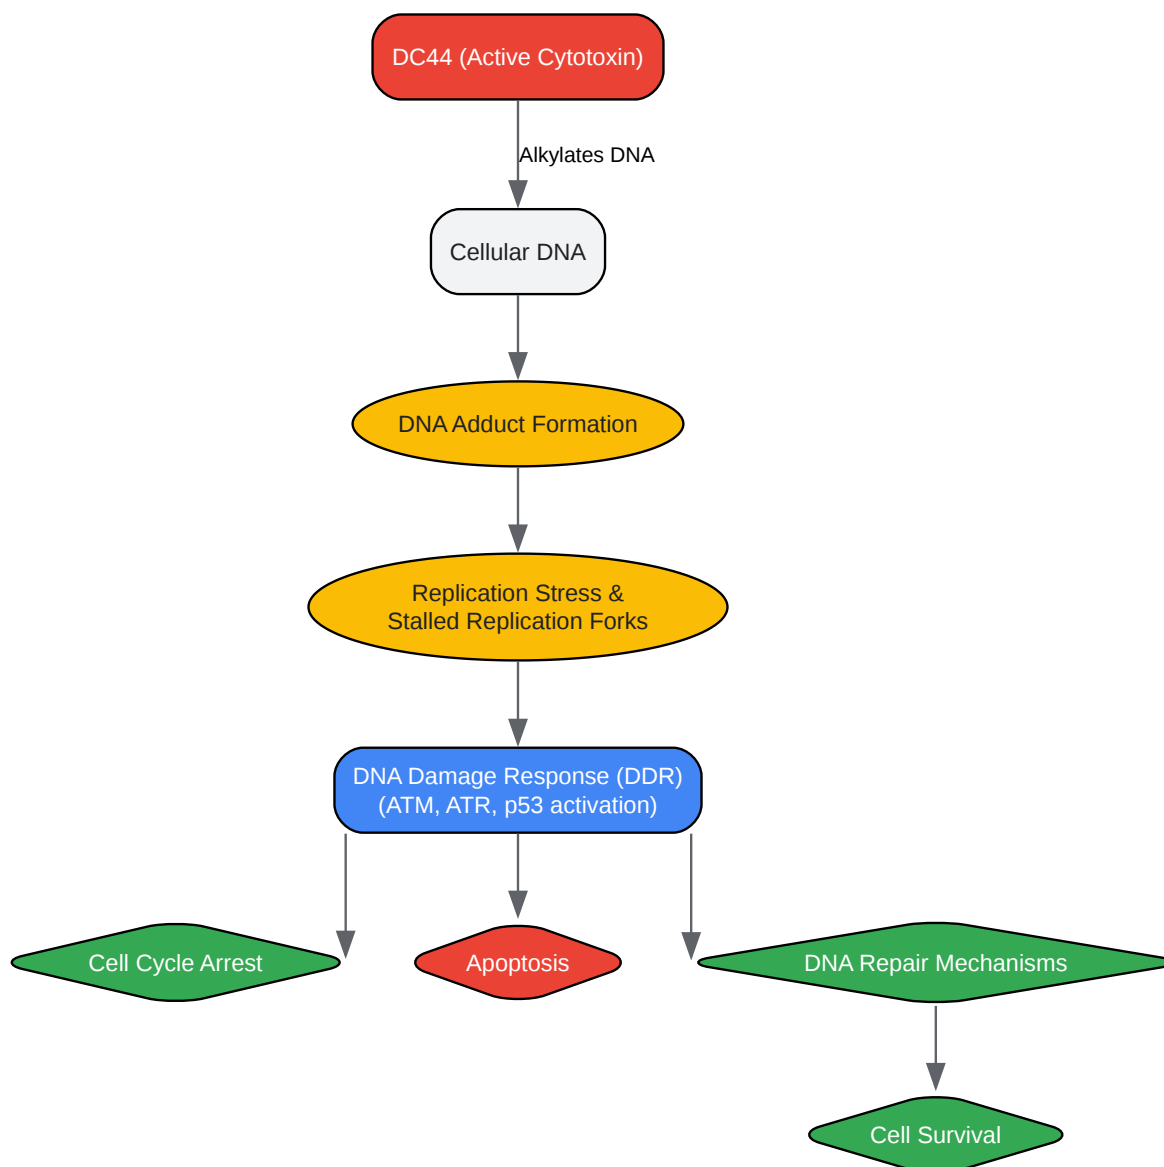 DC44 (Active Cytotoxin)
Alkylates DNA
Cellular DNA
DNA Adduct Formation
Replication Stress &
Stalled Replication Forks
DNA Damage Response (DDR)
(ATM, ATR, p53 activation)
Cell Cycle Arrest
Apoptosis
DNA Repair Mechanisms
Cell Survival